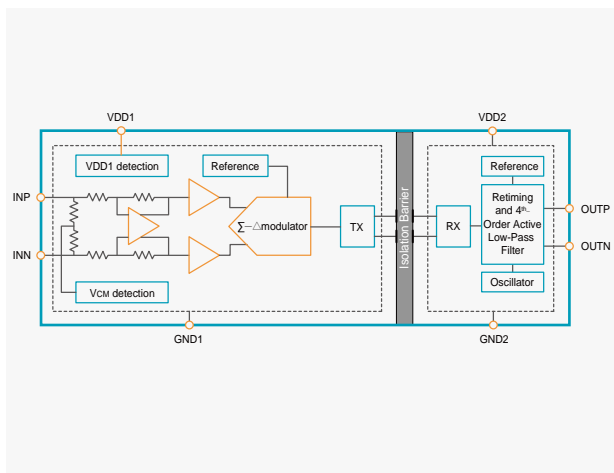 VDD1
VDD2
VDD1 detection
Reference
Reference
INP
INN
∑－△modulator
TX
Isolation Barrier
RX
Retiming
and 4th-
Order Active
Low-Pass
Filter
OUTP
OUTN
VCM detection
Oscillator
GND1
GND2